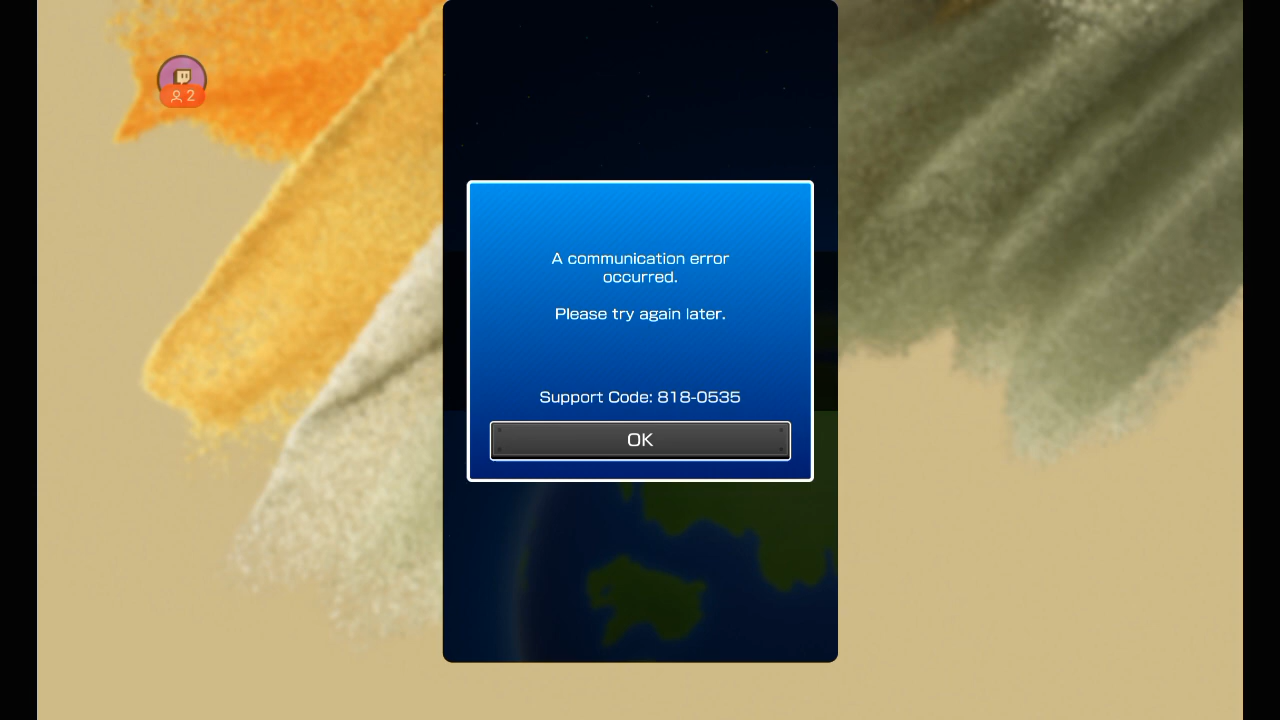 2
A communication error
occurred.
Please try again later.
Support Code: 818-0535
OK